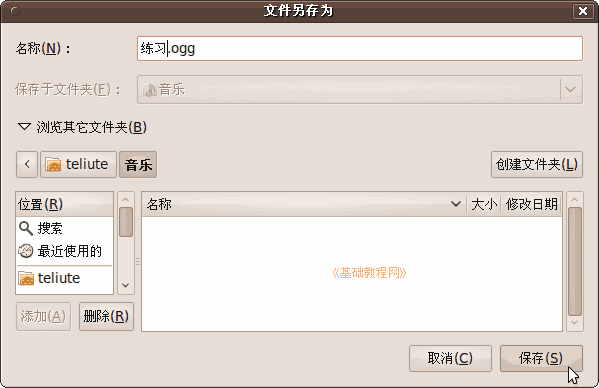 文件另存为
名称(N)：
练习.ogg
保存于文件夹(F)：
音乐
浏览其它文件夹(B)
teliute
音乐
创建文件夹(L)
位置(R)
名称
大小
修改日期
搜索
最近使用的
teliute
《基础教程网》
添加(A)
删除(R)
取消(C)
保存(S)